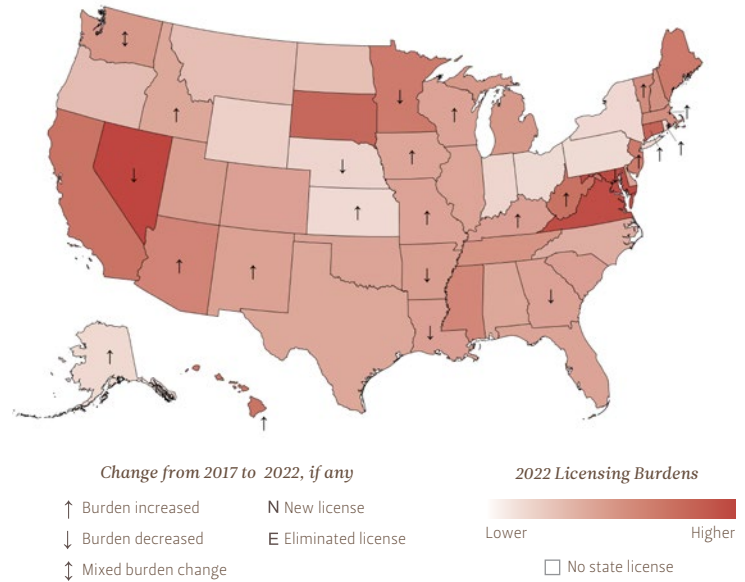 Change from 2017 to 2022, if any
↑ Burden increased
↓ Burden decreased
↕ Mixed burden change
N New license
E Eliminated license
2022 Licensing Burdens
Lower Higher
No state license